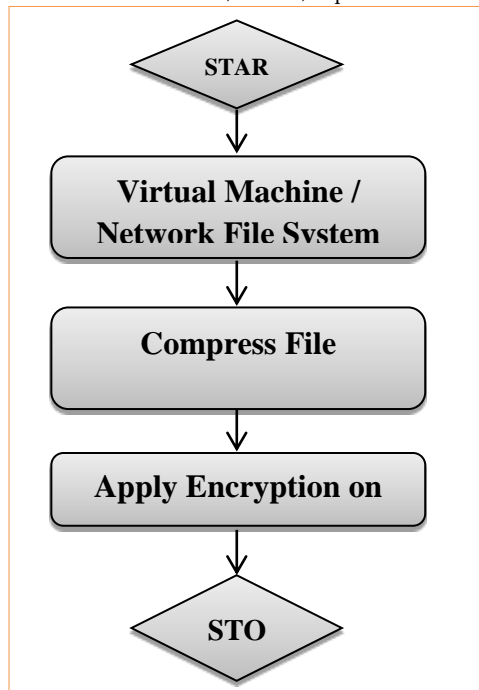 STAR
Virtual Machine /
Network File System
Compress File
Apply Encryption on
STO